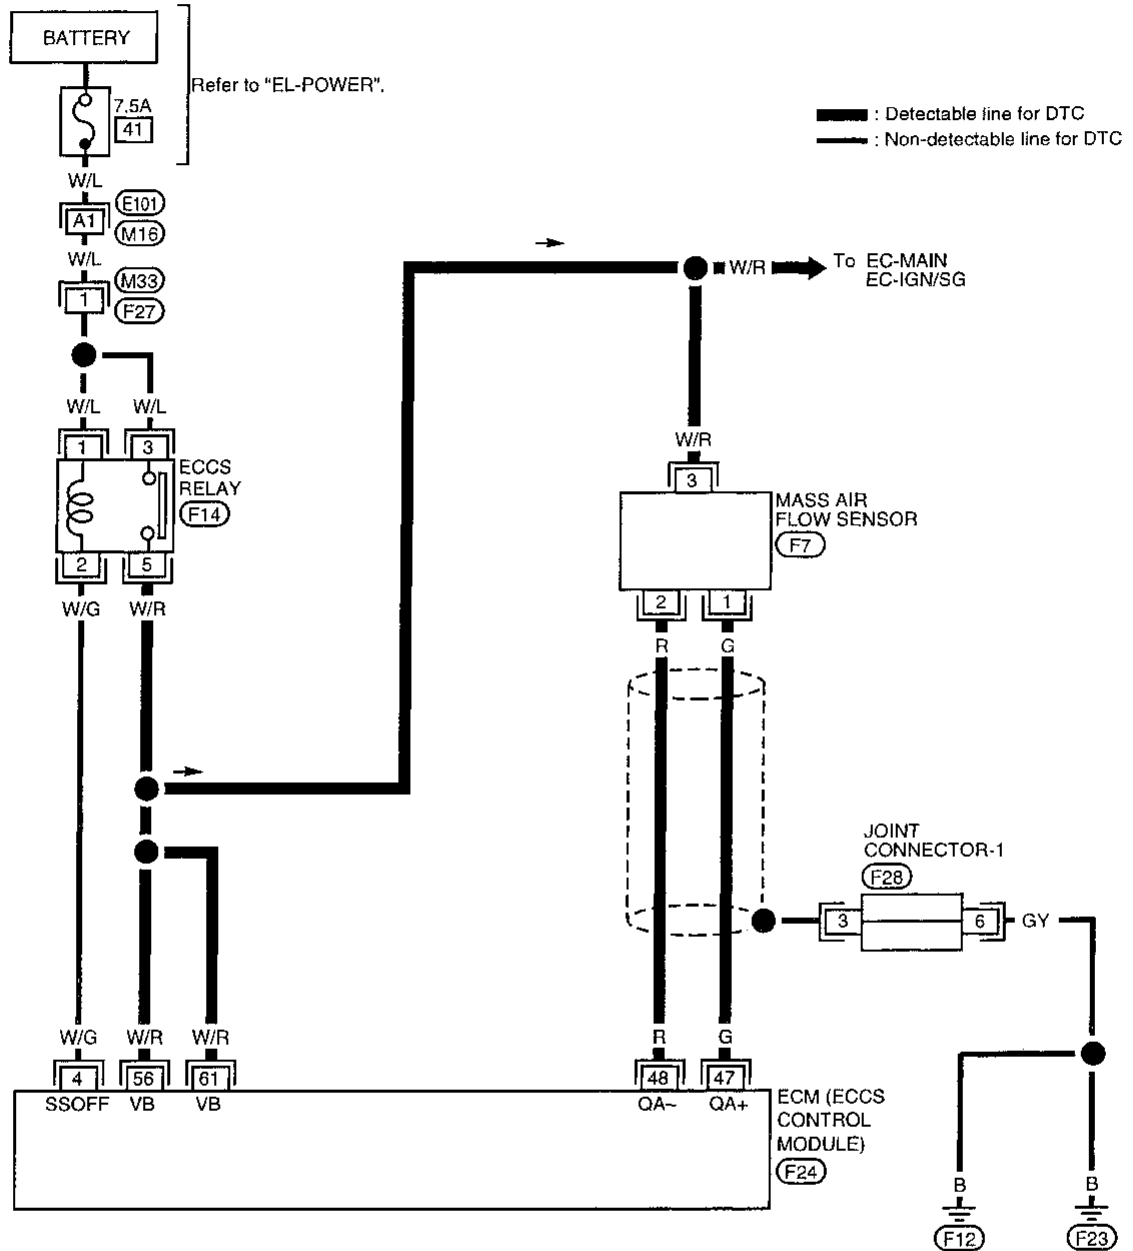 BATTERY
Refer to "EL-POWER".
7.5A
41
: Detectable line for DTC
: Non-detectable line for DTC
W/L
E101
A1
M16
W/L
M33
1
F27
W/R
To EC-MAIN
EC-IGN/SG
W/L W/L
1 3
ECCS
RELAY
F14
2 5
W/G W/R
W/R
3
MASS AIR
FLOW SENSOR
F7
2 1
R G
JOINT
CONNECTOR-1
F28
3 6 GY
W/G W/R W/R R G
4 56 61 48 47
SSOFF VB VB QA~ QA+
ECM (ECCS
CONTROL
MODULE)
F24
B B
F12 F23